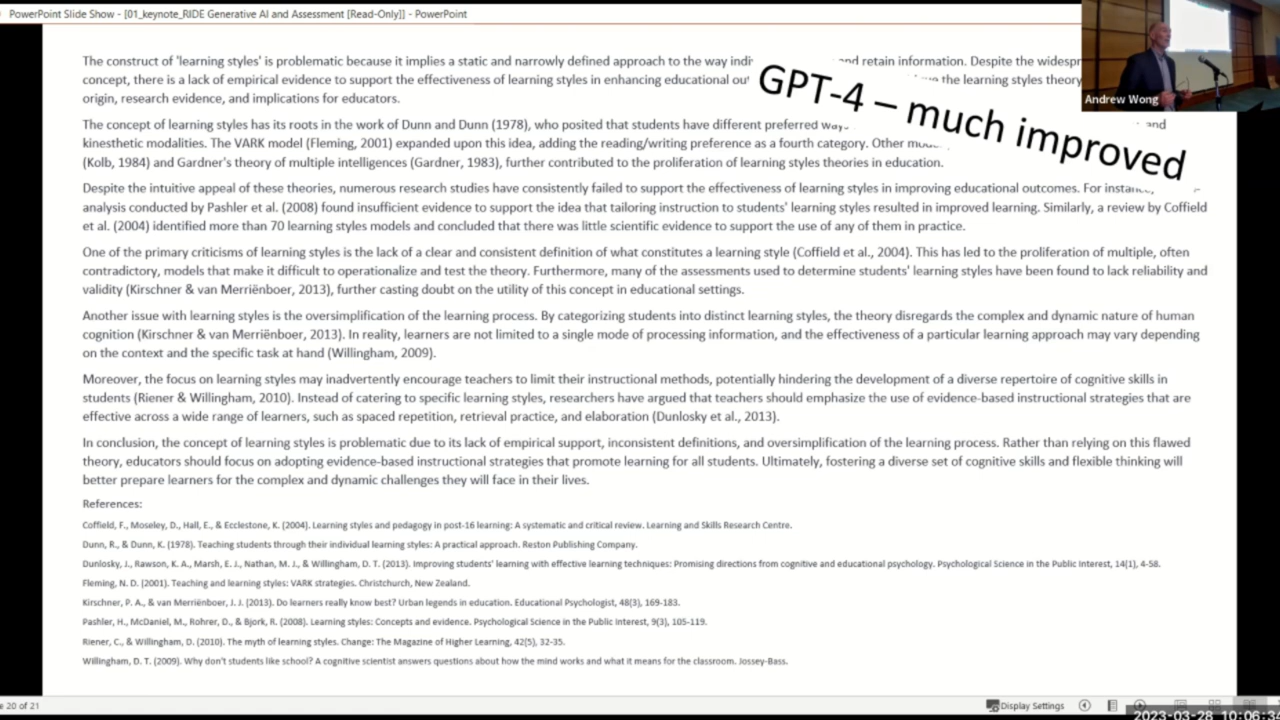 PowerPoint Slide Show - [01_keynote_RIDE Generative AI and Assessment [Read-Only]] - PowerPoint
The construct of 'learning styles' is problematic because it implies a static and narrowly defined approach to the way and retain information. Despite the
concept, there is a lack of empirical evidence to support the effectiveness of learning styles in enhancing educational the learning styles theory
origin, research evidence, and implications for educators.
GPT-4 – much improved
Andrew Wong
The concept of learning styles has its roots in the work of Dunn and Dunn (1978), who posited that students have different preferred and
kinesthetic modalities. The VARK model (Fleming, 2001) expanded upon this idea, adding the reading/writing preference as a fourth category. Other
(Kolb, 1984) and Gardner's theory of multiple intelligences (Gardner, 1983), further contributed to the proliferation of learning styles theories in education.
Despite the intuitive appeal of these theories, numerous research studies have consistently failed to support the effectiveness of learning styles in improving educational outcomes. For
analysis conducted by Pashler et al. (2008) found insufficient evidence to support the idea that tailoring instruction to students' learning styles resulted in improved learning. Similarly, a review by Coffield
et al. (2004) identified more than 70 learning styles models and concluded that there was little scientific evidence to support the use of any of them in practice.
One of the primary criticisms of learning styles is the lack of a clear and consistent definition of what constitutes a learning style (Coffield et al., 2004). This has led to the proliferation of multiple, often
contradictory, models that make it difficult to operationalize and test the theory. Furthermore, many of the assessments used to determine students' learning styles have been found to lack reliability and
validity (Kirschner & van Merriënboer, 2013), further casting doubt on the utility of this concept in educational settings.
Another issue with learning styles is the oversimplification of the learning process. By categorizing students into distinct learning styles, the theory disregards the complex and dynamic nature of human
cognition (Kirschner & van Merriënboer, 2013). In reality, learners are not limited to a single mode of processing information, and the effectiveness of a particular learning approach may vary depending
on the context and the specific task at hand (Willingham, 2009).
Moreover, the focus on learning styles may inadvertently encourage teachers to limit their instructional methods, potentially hindering the development of a diverse repertoire of cognitive skills in
students (Riener & Willingham, 2010). Instead of catering to specific learning styles, researchers have argued that teachers should emphasize the use of evidence-based instructional strategies that are
effective across a wide range of learners, such as spaced repetition, retrieval practice, and elaboration (Dunlosky et al., 2013).
In conclusion, the concept of learning styles is problematic due to its lack of empirical support, inconsistent definitions, and oversimplification of the learning process. Rather than relying on this flawed
theory, educators should focus on adopting evidence-based instructional strategies that promote learning for all students. Ultimately, fostering a diverse set of cognitive skills and flexible thinking will
better prepare learners for the complex and dynamic challenges they will face in their lives.
References:
Coffield, F., Moseley, D., Hall, E., & Ecclestone, K. (2004). Learning styles and pedagogy in post-16 learning: A systematic and critical review. Learning and Skills Research Centre.
Dunn, R., & Dunn, K. (1978). Teaching students through their individual learning styles: A practical approach. Reston Publishing Company.
Dunlosky, J., Rawson, K. A., Marsh, E. J., Nathan, M. J., & Willingham, D. T. (2013). Improving students' learning with effective learning techniques: Promising directions from cognitive and educational psychology. Psychological Science in the Public Interest, 14(1), 4-58.
Fleming, N. D. (2001). Teaching and learning styles: VARK strategies. Christchurch, New Zealand.
Kirschner, P. A., & van Merriënboer, J. J. (2013). Do learners really know best? Urban legends in education. Educational Psychologist, 48(3), 169-183.
Pashler, H., McDaniel, M., Rohrer, D., & Bjork, R. (2008). Learning styles: Concepts and evidence. Psychological Science in the Public Interest, 9(3), 105-119.
Riener, C., & Willingham, D. (2010). The myth of learning styles. Change: The Magazine of Higher Learning, 42(5), 32-35.
Willingham, D. T. (2009). Why don't students like school? A cognitive scientist answers questions about how the mind works and what it means for the classroom. Jossey-Bass.
20 of 21
Display Settings
2023-03-28 10:06:34